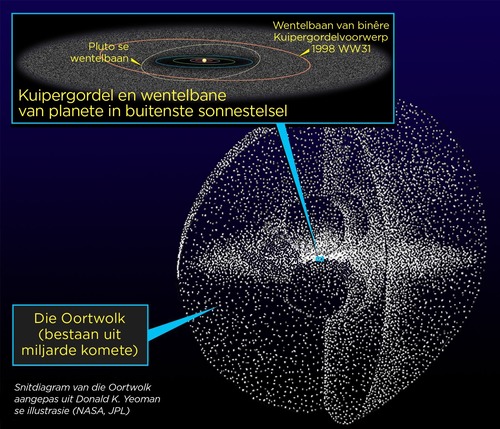 Wentelbaan van binêre
Kuipergordelvoorwerp
1998 WW31
Pluto se
wentelbaan
Kuipergordel en wentelbane
van planete in buitenste sonnestelsel
Die Oortwolk
(bestaan uit
miljarde komete)
Snitdiagram van die Oortwolk
aangepas uit Donald K. Yeoman
se illustrasie (NASA, JPL)